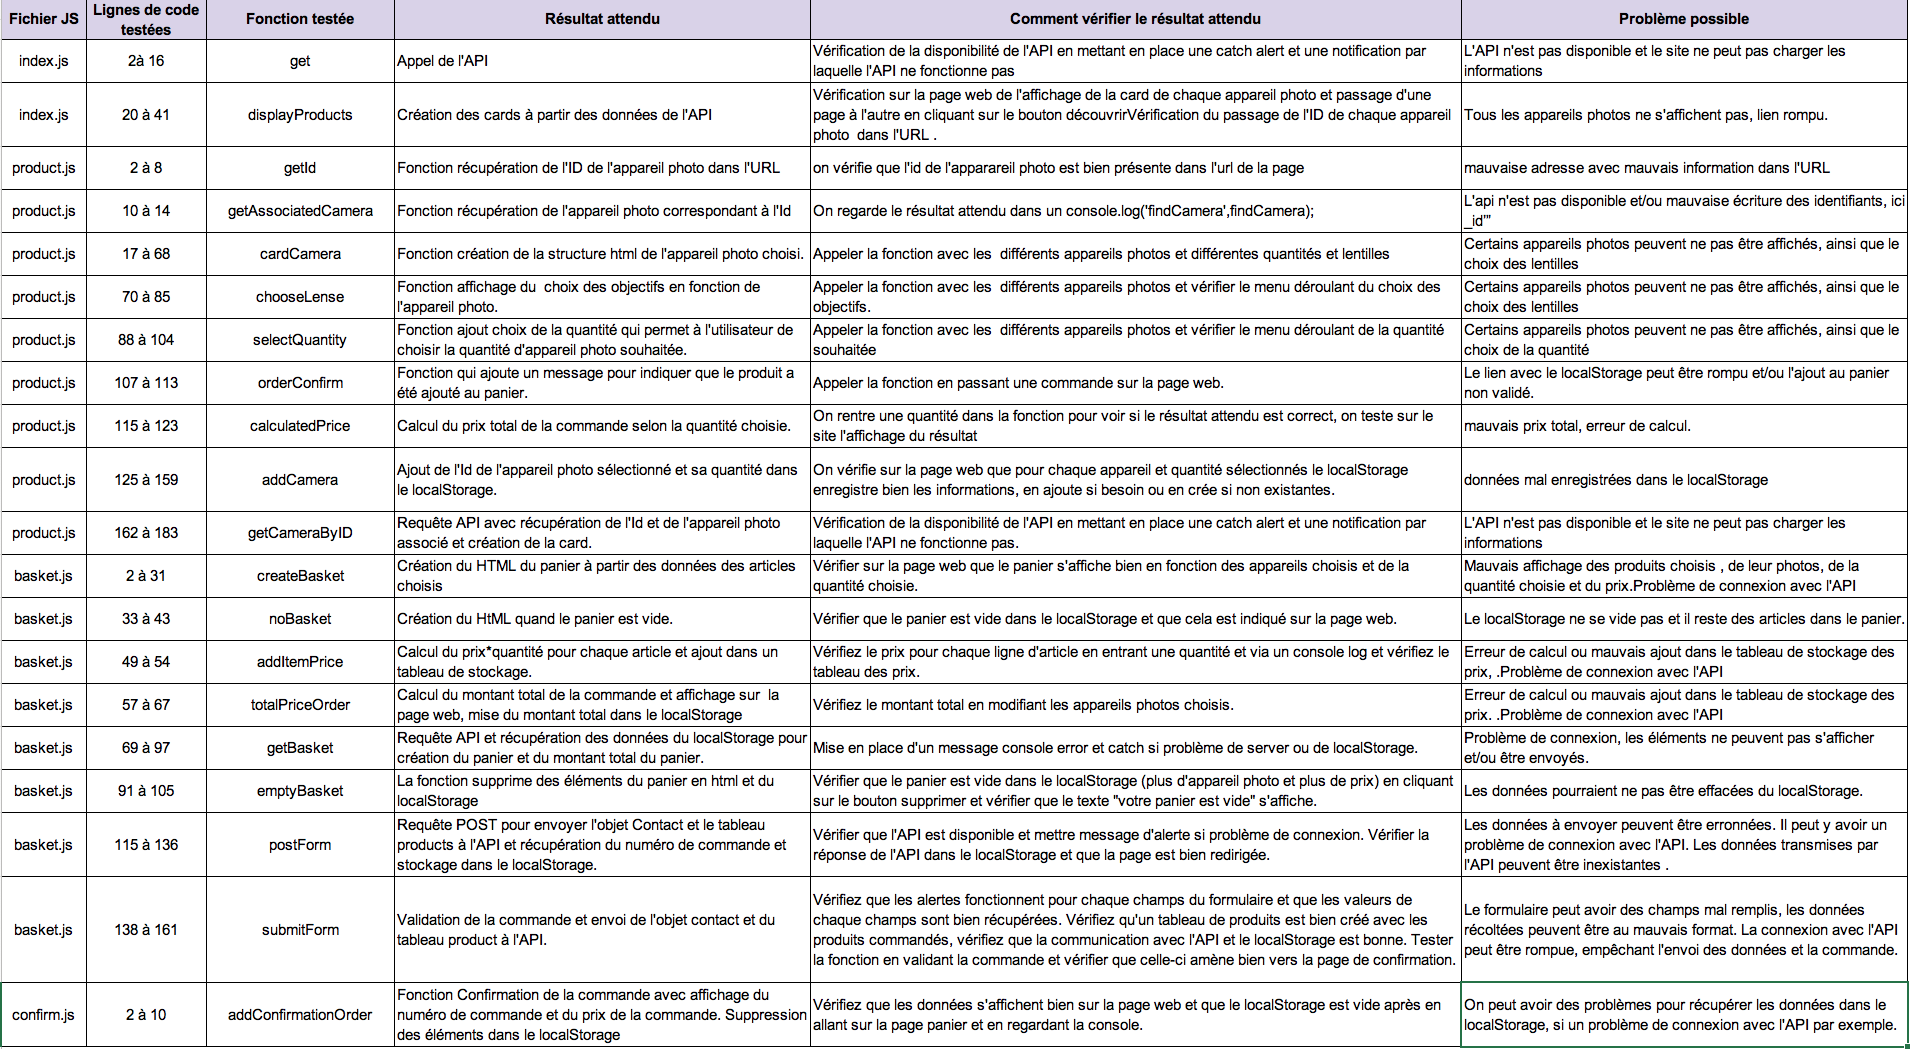 Fichier JS
Lignes de code
testées
Fonction testée
Résultat attendu
Comment vérifier le résultat attendu
Problème possible
index.js
2à 16
get
Appel de l'API
Vérification de la disponibilité de l'API en mettant en place une catch alert et une notification par
laquelle l'API ne fonctionne pas
L'API n'est pas disponible et le site ne peut pas charger les
informations
index.js
20 à 41
displayProducts
Création des cards à partir des données de l'API
Vérification sur la page web de l'affichage de la card de chaque appareil photo et passage d'une
page à l'autre en cliquant sur le bouton découvrirVérification du passage de l'ID de chaque appareil
photo  dans l'URL .
Tous les appareils photos ne s'affichent pas, lien rompu.
product.js
2 à 8
getId
Fonction récupération de l'ID de l'appareil photo dans l'URL
on vérifie que l'id de l'apparareil photo est bien présente dans l'url de la page
mauvaise adresse avec mauvais information dans l'URL
product.js
10 à 14
getAssociatedCamera
Fonction récupération de l'appareil photo correspondant à l'Id
On regarde le résultat attendu dans un console.log('findCamera',findCamera);
L'api n'est pas disponible et/ou mauvaise écriture des identifiants, ici
_id'"
product.js
17 à 68
cardCamera
Fonction création de la structure html de l'appareil photo choisi.
Appeler la fonction avec les  différents appareils photos et différentes quantités et lentilles
Certains appareils photos peuvent ne pas être affichés, ainsi que le
choix des lentilles
product.js
70 à 85
chooseLense
Fonction affichage du  choix des objectifs en fonction de
l'appareil photo.
Appeler la fonction avec les  différents appareils photos et vérifier le menu déroulant du choix des
objectifs.
Certains appareils photos peuvent ne pas être affichés, ainsi que le
choix des lentilles
product.js
88 à 104
selectQuantity
Fonction ajout choix de la quantité qui permet à l'utilisateur de
choisir la quantité d'appareil photo souhaitée.
Appeler la fonction avec les  différents appareils photos et vérifier le menu déroulant de la quantité
souhaitée
Certains appareils photos peuvent ne pas être affichés, ainsi que le
choix de la quantité
product.js
107 à 113
orderConfirm
Fonction qui ajoute un message pour indiquer que le produit a
été ajouté au panier.
Appeler la fonction en passant une commande sur la page web.
Le lien avec le localStorage peut être rompu et/ou l'ajout au panier
non validé.
product.js
115 à 123
calculatedPrice
Calcul du prix total de la commande selon la quantité choisie.
On rentre une quantité dans la fonction pour voir si le résultat attendu est correct, on teste sur le
site l'affichage du résultat
mauvais prix total, erreur de calcul.
product.js
125 à 159
addCamera
Ajout de l'Id de l'appareil photo sélectionné et sa quantité dans
le localStorage.
On vérifie sur la page web que pour chaque appareil et quantité sélectionnés le localStorage
enregistre bien les informations, en ajoute si besoin ou en crée si non existantes.
données mal enregistrées dans le localStorage
product.js
162 à 183
getCameraByID
Requête API avec récupération de l'Id et de l'appareil photo
associé et création de la card.
Vérification de la disponibilité de l'API en mettant en place une catch alert et une notification par
laquelle l'API ne fonctionne pas.
L'API n'est pas disponible et le site ne peut pas charger les
informations
basket.js
2 à 31
createBasket
Création du HTML du panier à partir des données des articles
choisis
Vérifier sur la page web que le panier s'affiche bien en fonction des appareils choisis et de la
quantité choisie.
Mauvais affichage des produits choisis , de leur photos, de la
quantité choisie et du prix.Problème de connexion avec l'API
basket.js
33 à 43
noBasket
Création du HtML quand le panier est vide.
Vérifier que le panier est vide dans le localStorage et que cela est indiqué sur la page web.
Le localStorage ne se vide pas et il reste des articles dans le panier.
basket.js
49 à 54
addItemPrice
Calcul du prix*quantité pour chaque article et ajout dans un
tableau de stockage.
Vérifiez le prix pour chaque ligne d'article en entrant une quantité et via un console log et vérifiez le
tableau des prix.
Erreur de calcul ou mauvais ajout dans le tableau de stockage des
prix, .Problème de connexion avec l'API
basket.js
57 à 67
totalPriceOrder
Calcul du montant total de la commande et affichage sur  la
page web, mise du montant total dans le localStorage
Vérifiez le montant total en modifiant les appareils photos choisis.
Erreur de calcul ou mauvais ajout dans le tableau de stockage des
prix. .Problème de connexion avec l'API
basket.js
69 à 97
getBasket
Requête API et récupération des données du localStorage pour
création du panier et du montant total du panier.
Mise en place d'un message console error et catch si problème de server ou de localStorage.
Problème de connexion, les éléments ne peuvent pas s'afficher
et/ou être envoyés.
basket.js
91 à 105
emptyBasket
La fonction supprime des éléments du panier en html et du
localStorage
Vérifier que le panier est vide dans le localStorage (plus d'appareil photo et plus de prix) en cliquant
sur le bouton supprimer et vérifier que le texte "votre panier est vide" s'affiche.
Les données pourraient ne pas être effacées du localStorage.
basket.js
115 à 136
postForm
Requête POST pour envoyer l'objet Contact et le tableau
products à l'API et récupération du numéro de commande et
stockage dans le localStorage.
Vérifier que l'API est disponible et mettre message d'alerte si problème de connexion. Vérifier la
réponse de l'API dans le localStorage et que la page est bien redirigée.
Les données à envoyer peuvent être erronnées. Il peut y avoir un
problème de connexion avec l'API. Les données transmises par
l'API peuvent être inexistantes .
basket.js
138 à 161
submitForm
Validation de la commande et envoi de l'objet contact et du
tableau product à l'API.
Vérifiez que les alertes fonctionnent pour chaque champs du formulaire et que les valeurs de
chaque champs sont bien récupérées. Vérifiez qu'un tableau de produits est bien créé avec les
produits commandés, vérifiez que la communication avec l'API et le localStorage est bonne. Tester
la fonction en validant la commande et vérifier que celle-ci amène bien vers la page de confirmation.
Le formulaire peut avoir des champs mal remplis, les données
récoltées peuvent être au mauvais format. La connexion avec l'API
peut être rompue, empêchant l'envoi des données et la commande.
confirm.js
2 à 10
addConfirmationOrder
Fonction Confirmation de la commande avec affichage du
numéro de commande et du prix de la commande. Suppression
des éléments dans le localStorage
Vérifiez que les données s'affichent bien sur la page web et que le localStorage est vide après en
allant sur la page panier et en regardant la console.
On peut avoir des problèmes pour récupérer les données dans le
localStorage, si un problème de connexion avec l'API par exemple.